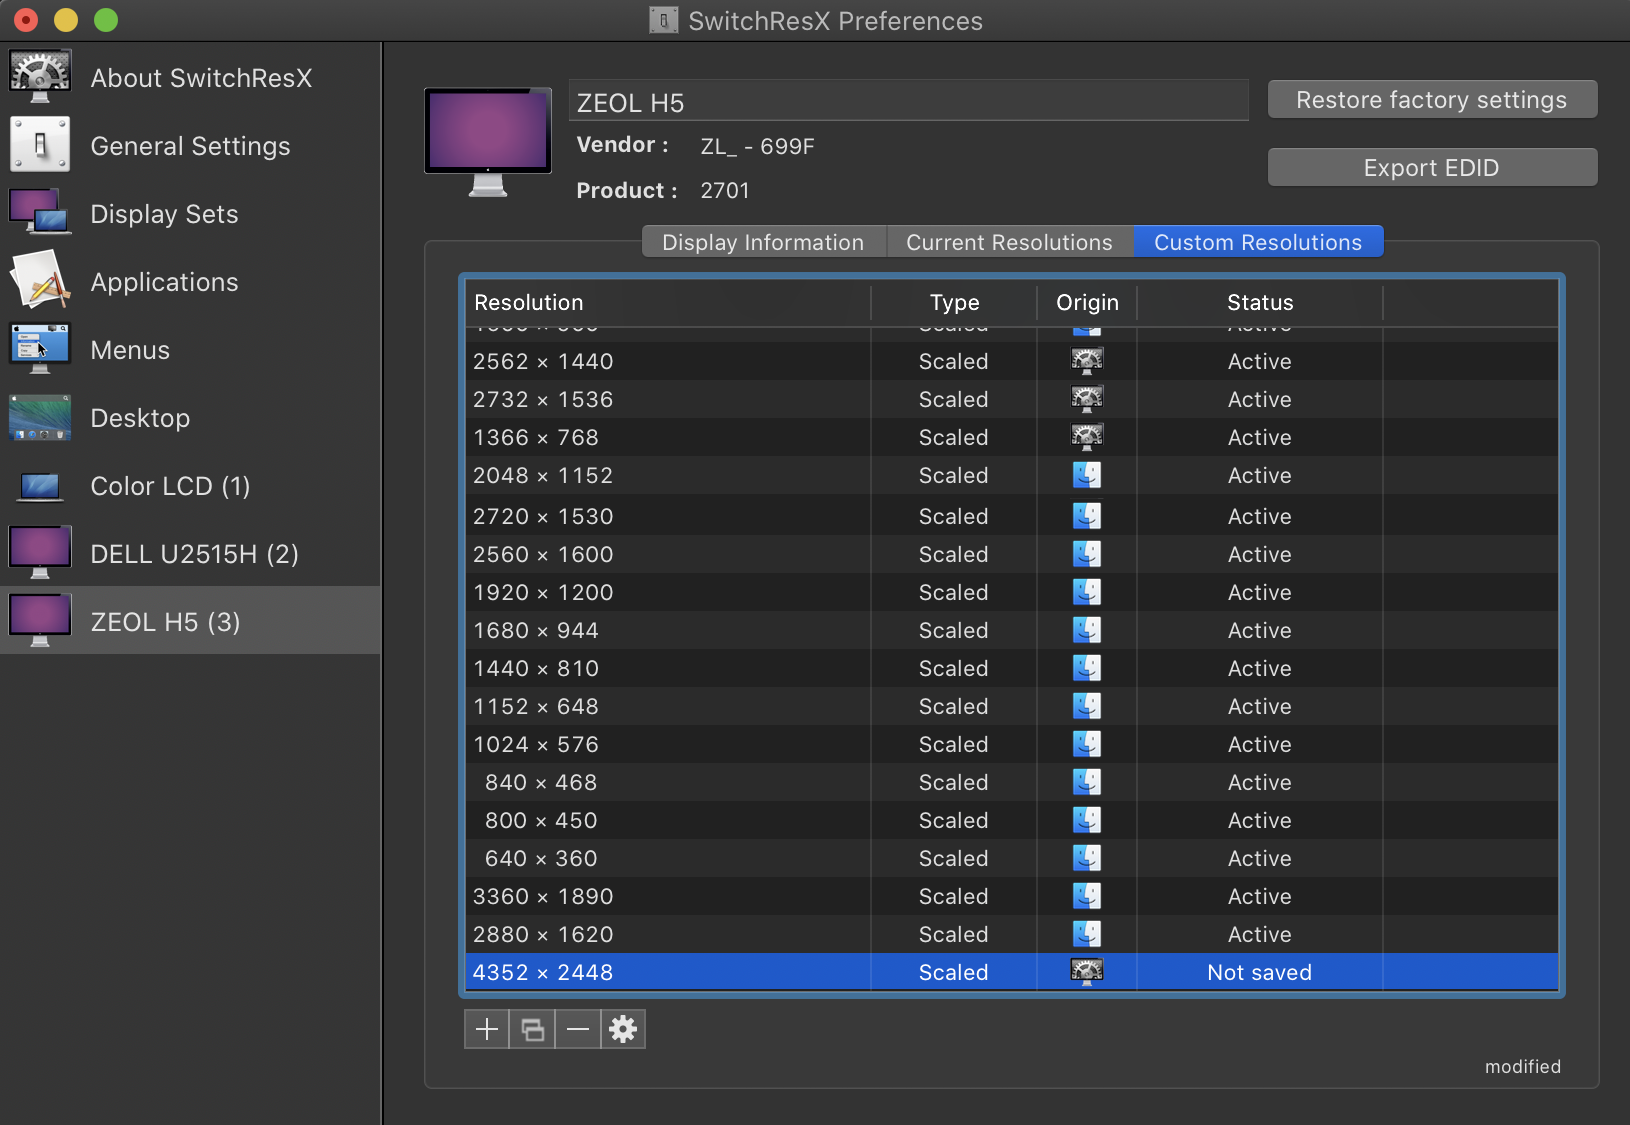 SwitchResX Preferences
About SwitchResX
General Settings
Display Sets
Applications
Menus
Desktop
Color LCD (1)
DELL U2515H (2)
ZEOL H5 (3)
ZEOL H5
Vendor : ZL_ - 699F
Product : 2701
Restore factory settings
Export EDID
Display Information Current Resolutions Custom Resolutions
Resolution Type Origin Status
2562 × 1440 Scaled Active
2732 × 1536 Scaled Active
1366 × 768 Scaled Active
2048 × 1152 Scaled Active
2720 × 1530 Scaled Active
2560 × 1600 Scaled Active
1920 × 1200 Scaled Active
1680 × 944 Scaled Active
1440 × 810 Scaled Active
1152 × 648 Scaled Active
1024 × 576 Scaled Active
840 × 468 Scaled Active
800 × 450 Scaled Active
640 × 360 Scaled Active
3360 × 1890 Scaled Active
2880 × 1620 Scaled Active
4352 × 2448 Scaled Not saved
modified